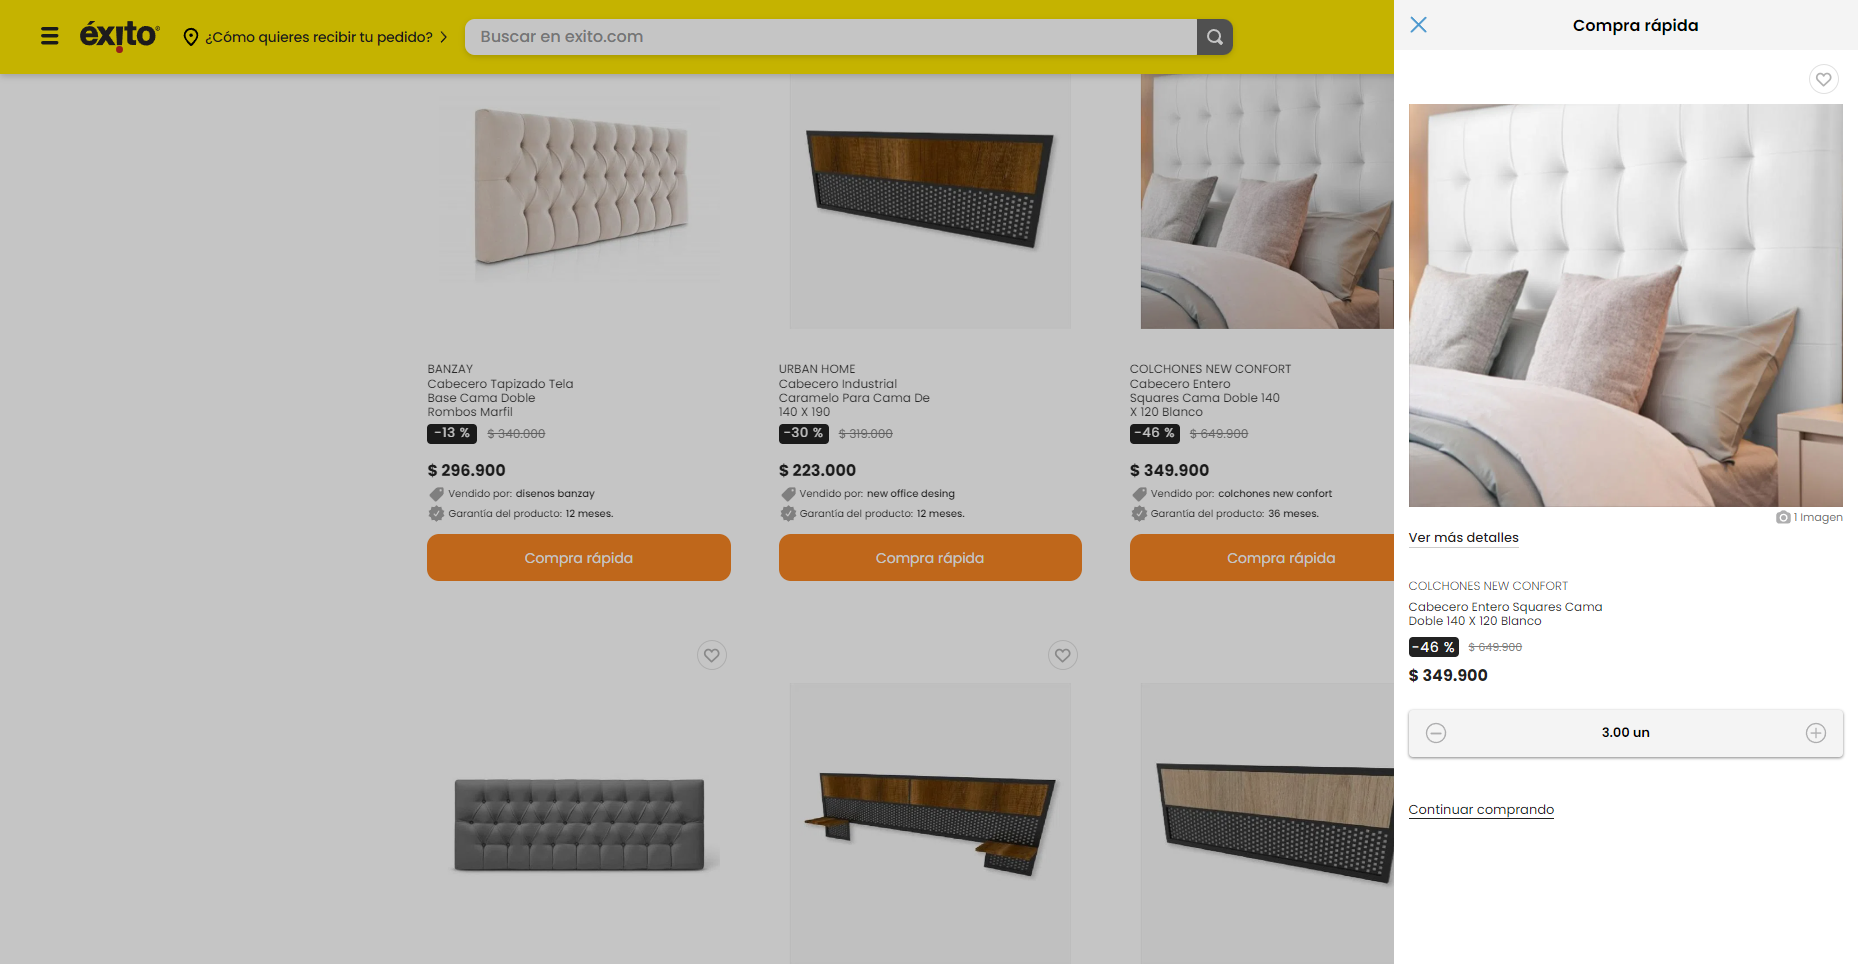 éxito
¿Cómo quieres recibir tu pedido?
Buscar en exito.com
Compra rápida
BANZAY
Cabecero Tapizado Tela
Base Cama Doble
Rombos Marfil
-13 %
$ 340.000
$ 296.900
Vendido por: disenos banzay
Garantía del producto: 12 meses.
Compra rápida
URBAN HOME
Cabecero Industrial
Caramelo Para Cama De
140 X 190
-30 %
$ 319.000
$ 223.000
Vendido por: new office desing
Garantía del producto: 12 meses.
Compra rápida
COLCHONES NEW CONFORT
Cabecero Entero
Squares Cama Doble 140
X 120 Blanco
-46 %
$ 649.900
$ 349.900
Vendido por: colchones new confort
Garantía del producto: 36 meses.
Compra rápida
1 Imagen
Ver más detalles
COLCHONES NEW CONFORT
Cabecero Entero Squares Cama
Doble 140 X 120 Blanco
-46 %
$ 649.900
$ 349.900
3.00 un
Continuar comprando